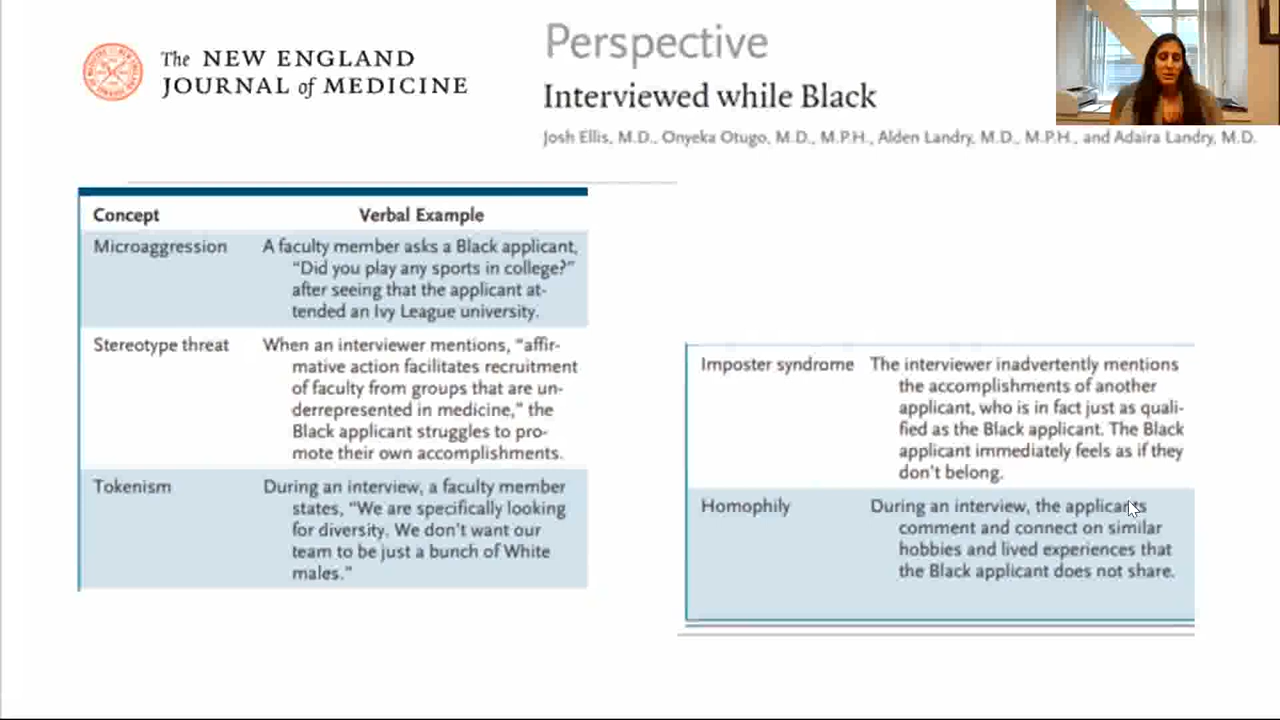 The NEW ENGLAND
JOURNAL of MEDICINE
Perspective
Interviewed while Black
Josh Ellis, M.D., Onyeka Otugo, M.D., M.P.H., Alden Landry, M.D., M.P.H., and Adaira Landry, M.D.
Concept Verbal Example
Microaggression A faculty member asks a Black applicant,
“Did you play any sports in college?”
after seeing that the applicant at-
tended an Ivy League university.
Stereotype threat When an interviewer mentions, “affir-
mative action facilitates recruitment
of faculty from groups that are un-
derrepresented in medicine,” the
Black applicant struggles to pro-
mote their own accomplishments.
Tokenism During an interview, a faculty member
states, “We are specifically looking
for diversity. We don’t want our
team to be just a bunch of White
males.”
Imposter syndrome The interviewer inadvertently mentions
the accomplishments of another
applicant, who is in fact just as quali-
fied as the Black applicant. The Black
applicant immediately feels as if they
don’t belong.
Homophily During an interview, the applicants
comment and connect on similar
hobbies and lived experiences that
the Black applicant does not share.